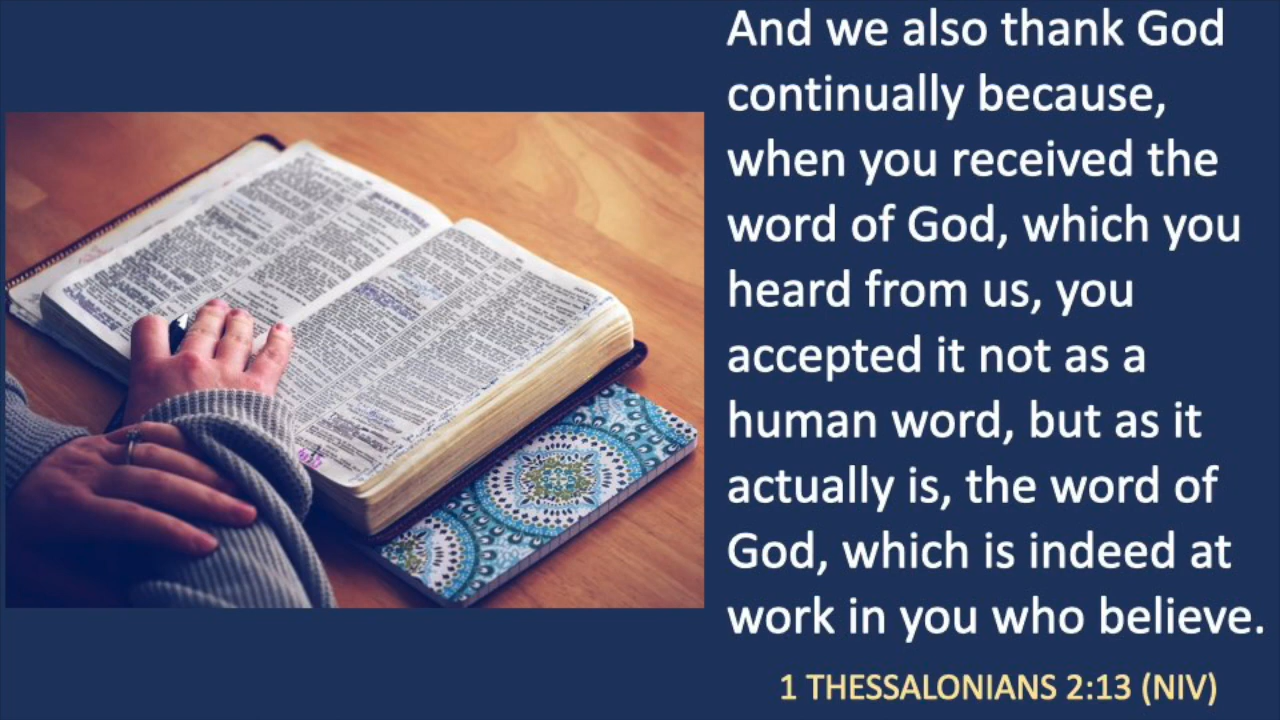 And we also thank God
continually because,
when you received the
word of God, which you
heard from us, you
accepted it not as a
human word, but as it
actually is, the word of
God, which is indeed at
work in you who believe.
1 THESSALONIANS 2:13 (NIV)